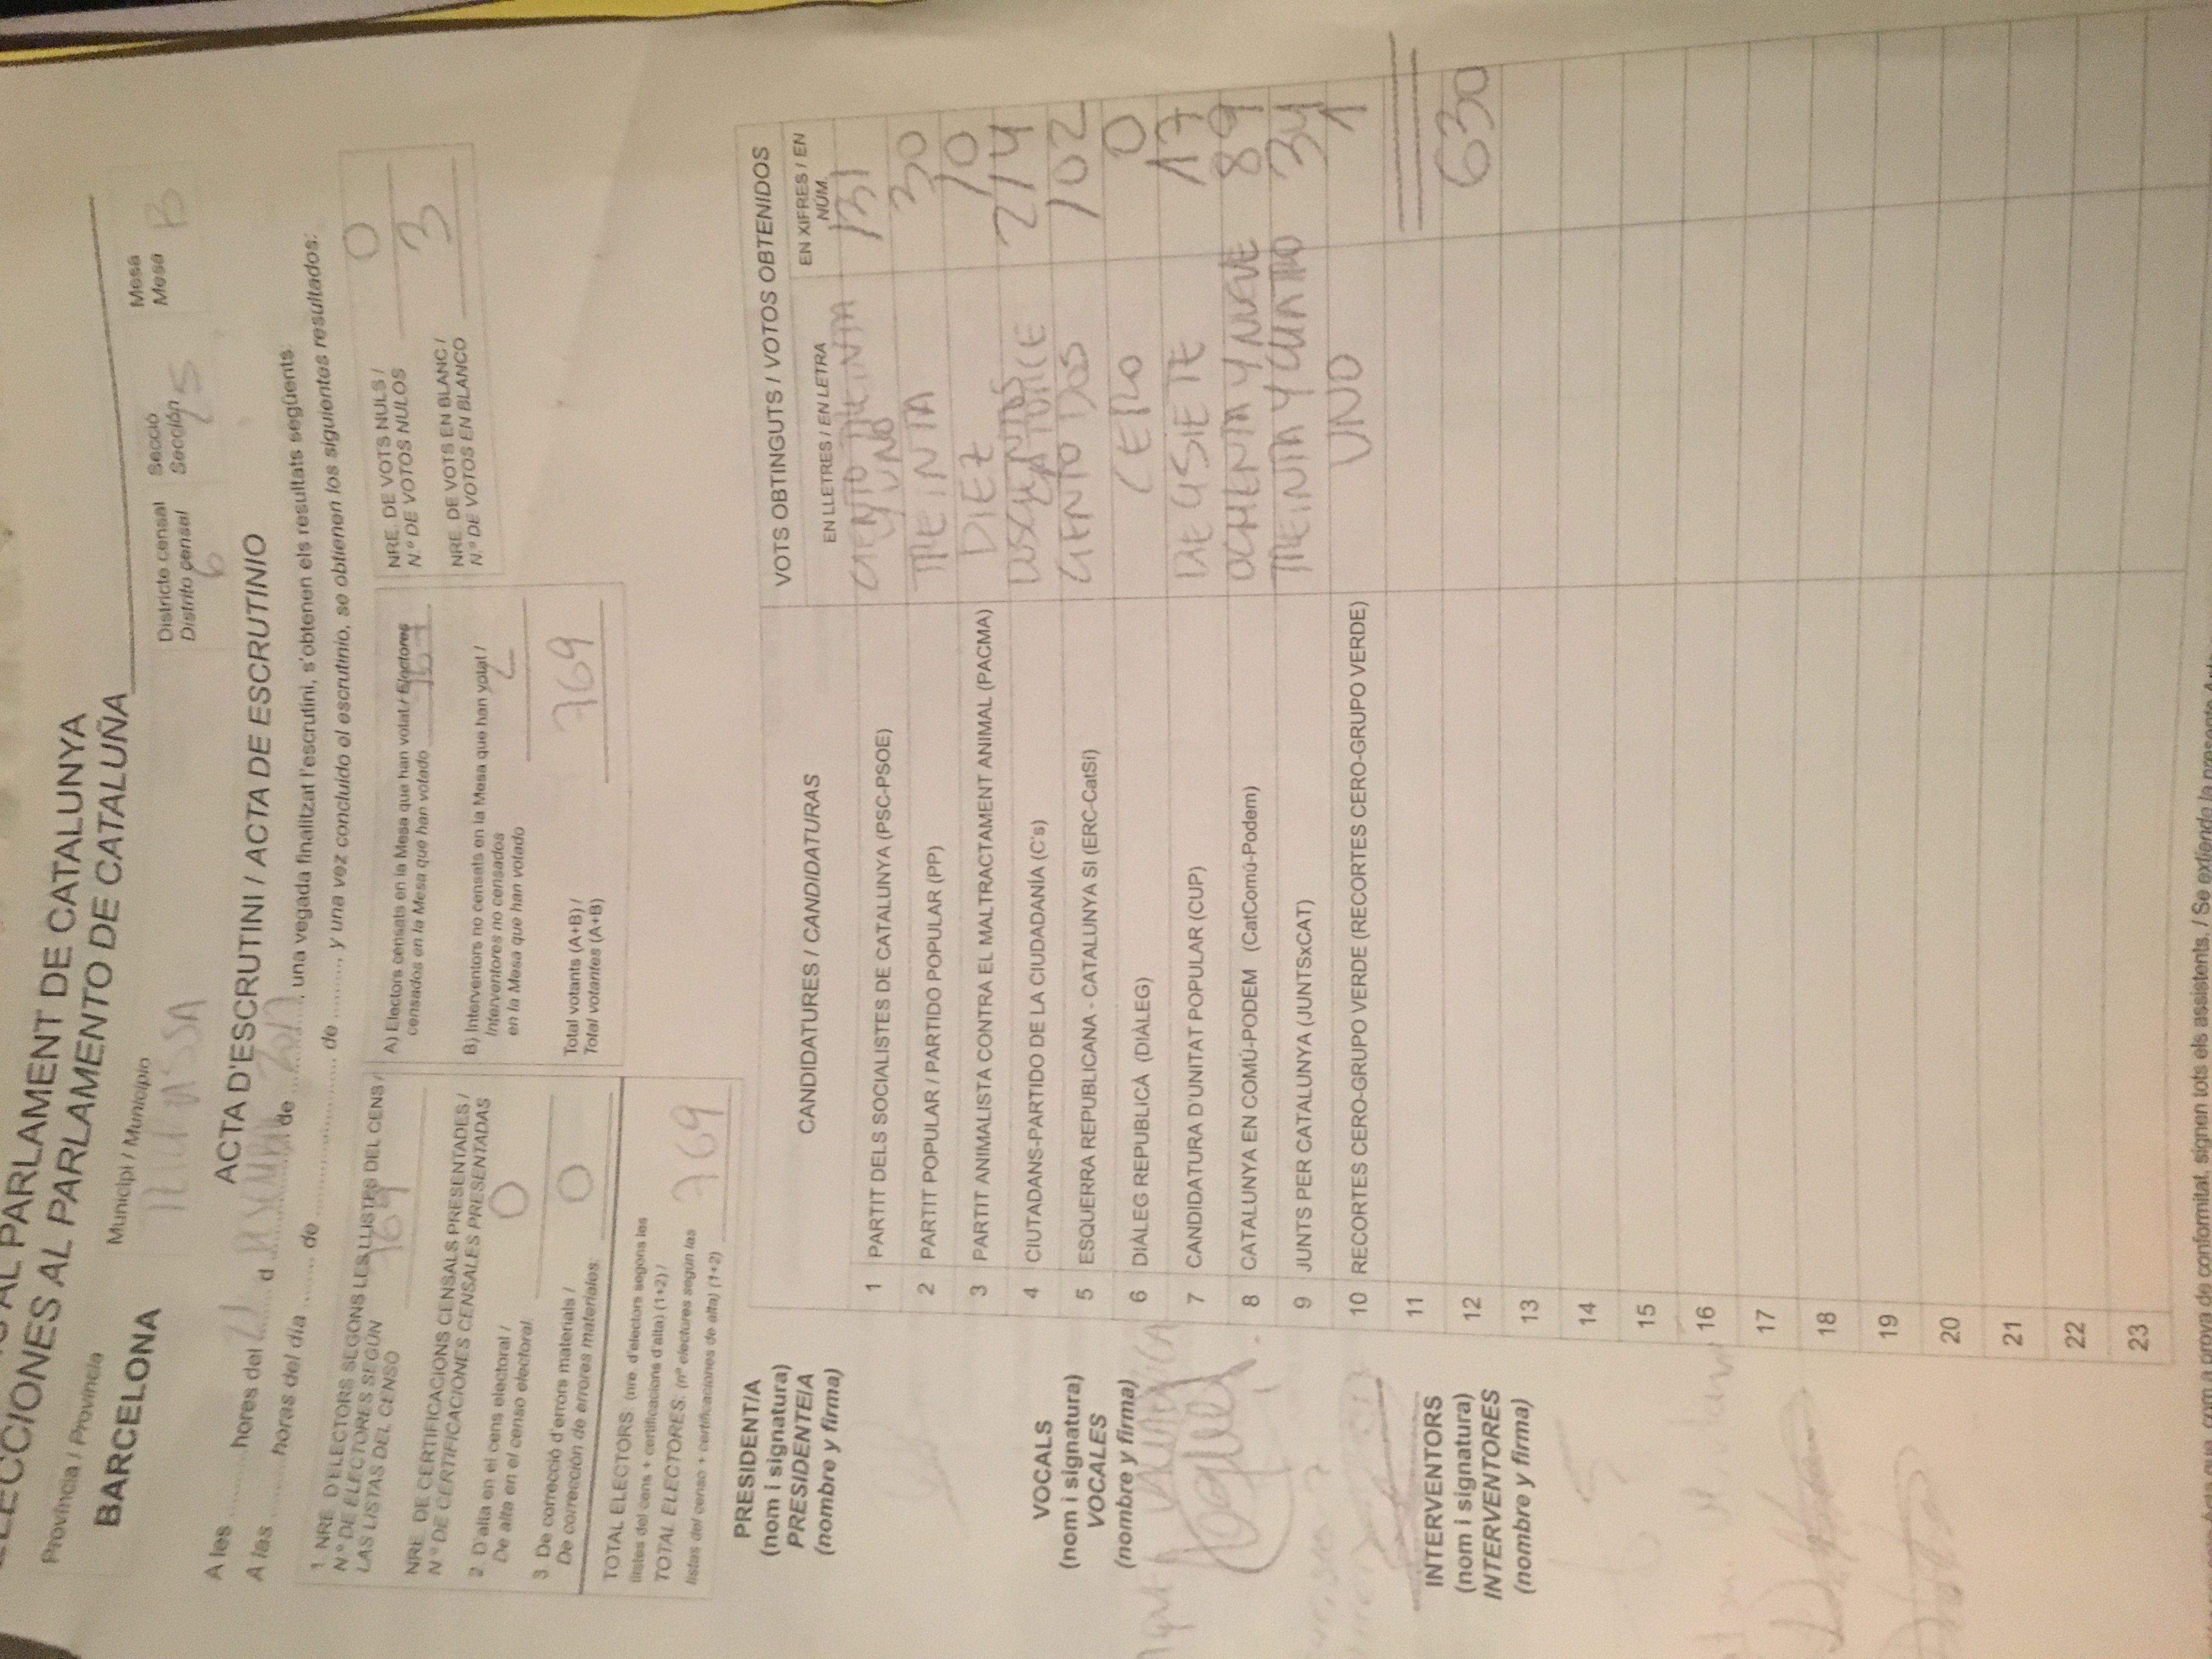 AL PARLAMENT DE CATALUNYA
ELECCIONES AL PARLAMENTO DE CATALUÑA
Província / Provincia
BARCELONA
Municipi / Municipio
TERRASSA
Districte censal
Distrito censal
6
Secció
Sección
25
Mesa
Mesa
B
ACTA D'ESCRUTINI / ACTA DE ESCRUTINIO
A les .......... hores del 21 d DESEMBRE de 2017, una vegada finalitzat l'escrutini, s'obtenen els resultats següents:
A las .......... horas del día ........ de .......................... de ........., y una vez concluido el escrutinio, se obtienen los siguientes resultados:
1. NRE. D'ELECTORS SEGONS LES LLISTES DEL CENS /
N.º DE ELECTORES SEGÚN
LAS LISTAS DEL CENSO 769
NRE. DE CERTIFICACIONS CENSALS PRESENTADES /
N.º DE CERTIFICACIONES CENSALES PRESENTADAS
2. D'alta en el cens electoral /
De alta en el censo electoral: 0
3. De correcció d'errors materials /
De corrección de errores materiales: 0
TOTAL ELECTORS: (nre. d'electors segons les
llistes del cens + certificacions d'alta) (1+2) /
TOTAL ELECTORES: (nº electures según las
listas del censo + certificaciones de alta) (1+2) 769
A) Electors censats en la Mesa que han votat / Electores
censados en la Mesa que han votado 767
B) Interventors no censats en la Mesa que han votat /
Interventores no censados
en la Mesa que han votado 2
Total votants (A+B) /
Total votantes (A+B) 769
NRE. DE VOTS NULS /
N.º DE VOTOS NULOS 0
NRE. DE VOTS EN BLANC /
N.º DE VOTOS EN BLANCO 3
PRESIDENT/A
(nom i signatura)
PRESIDENTE/A
(nombre y firma)
VOCALS
(nom i signatura)
VOCALES
(nombre y firma)
INTERVENTORS
(nom i signatura)
INTERVENTORES
(nombre y firma)
CANDIDATURES / CANDIDATURAS
VOTS OBTINGUTS / VOTOS OBTENIDOS
EN LLETRES / EN LETRA
EN XIFRES / EN
NÚM.
1 PARTIT DELS SOCIALISTES DE CATALUNYA (PSC-PSOE) CIENTO TREINTA Y UNO 131
2 PARTIT POPULAR / PARTIDO POPULAR (PP) TREINTA 30
3 PARTIT ANIMALISTA CONTRA EL MALTRACTAMENT ANIMAL (PACMA) DIEZ 10
4 CIUTADANS-PARTIDO DE LA CIUDADANÍA (C's) DOSCIENTOS CATORCE 214
5 ESQUERRA REPUBLICANA - CATALUNYA SI (ERC-CatSí) CIENTO DOS 102
6 DIÀLEG REPUBLICÀ (DIÀLEG) CERO 0
7 CANDIDATURA D'UNITAT POPULAR (CUP) DIECISIETE 17
8 CATALUNYA EN COMÚ-PODEM (CatComú-Podem) OCHENTA Y NUEVE 89
9 JUNTS PER CATALUNYA (JUNTSxCAT) TREINTA Y CUATRO 34
10 RECORTES CERO-GRUPO VERDE (RECORTES CERO-GRUPO VERDE) UNO 1
11
12 630
13
14
15
16
17
18
19
20
21
22
23
com a prova de conformitat, signen tots els assistents. / Se extiende la presente